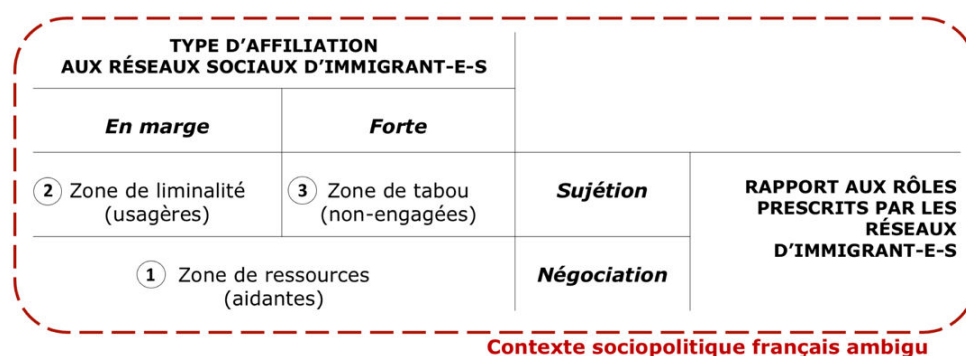 TYPE D'AFFILIATION
AUX RÉSEAUX SOCIAUX D'IMMIGRANT-E-S
En marge
Forte
2 Zone de liminalité
(usagères)
3 Zone de tabou
(non-engagées)
Sujétion
RAPPORT AUX RÔLES
PRESCRITS PAR LES
RÉSEAUX
D'IMMIGRANT-E-S
1 Zone de ressources
(aidantes)
Négociation
Contexte sociopolitique français ambigu